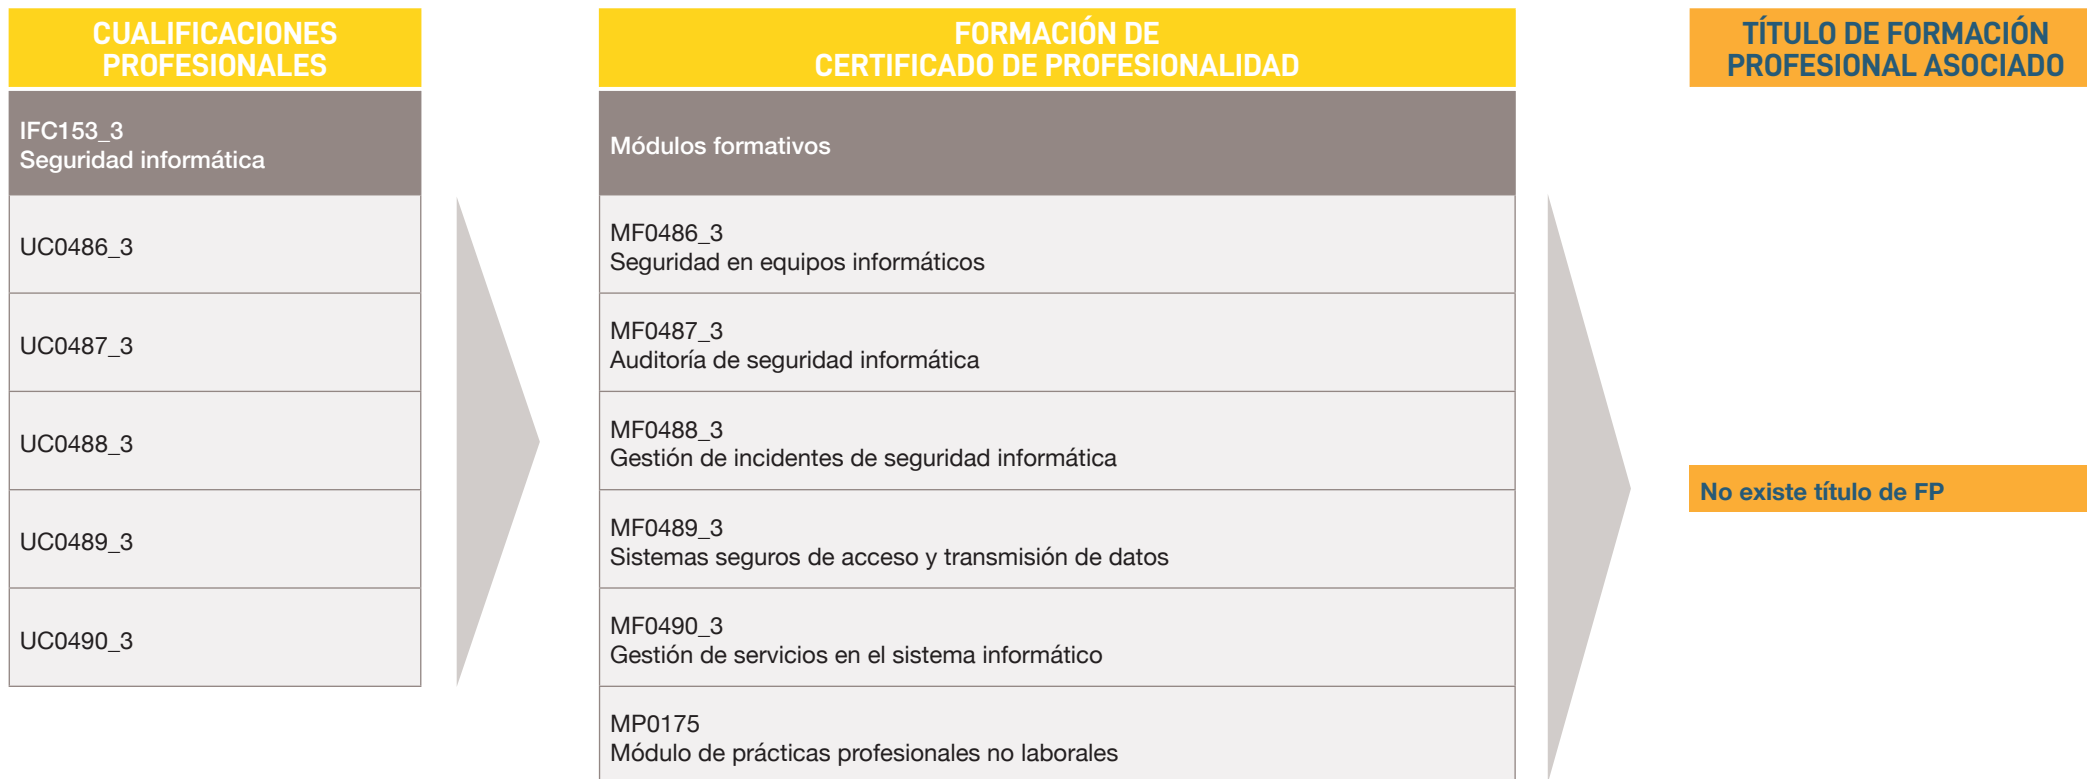 CUALIFICACIONES
PROFESIONALES
IFC153_3
Seguridad informática
UC0486_3
UC0487_3
UC0488_3
UC0489_3
UC0490_3
FORMACIÓN DE
CERTIFICADO DE PROFESIONALIDAD
Módulos formativos
MF0486_3
Seguridad en equipos informáticos
MF0487_3
Auditoría de seguridad informática
MF0488_3
Gestión de incidentes de seguridad informática
MF0489_3
Sistemas seguros de acceso y transmisión de datos
MF0490_3
Gestión de servicios en el sistema informático
MP0175
Módulo de prácticas profesionales no laborales
TÍTULO DE FORMACIÓN
PROFESIONAL ASOCIADO
No existe título de FP